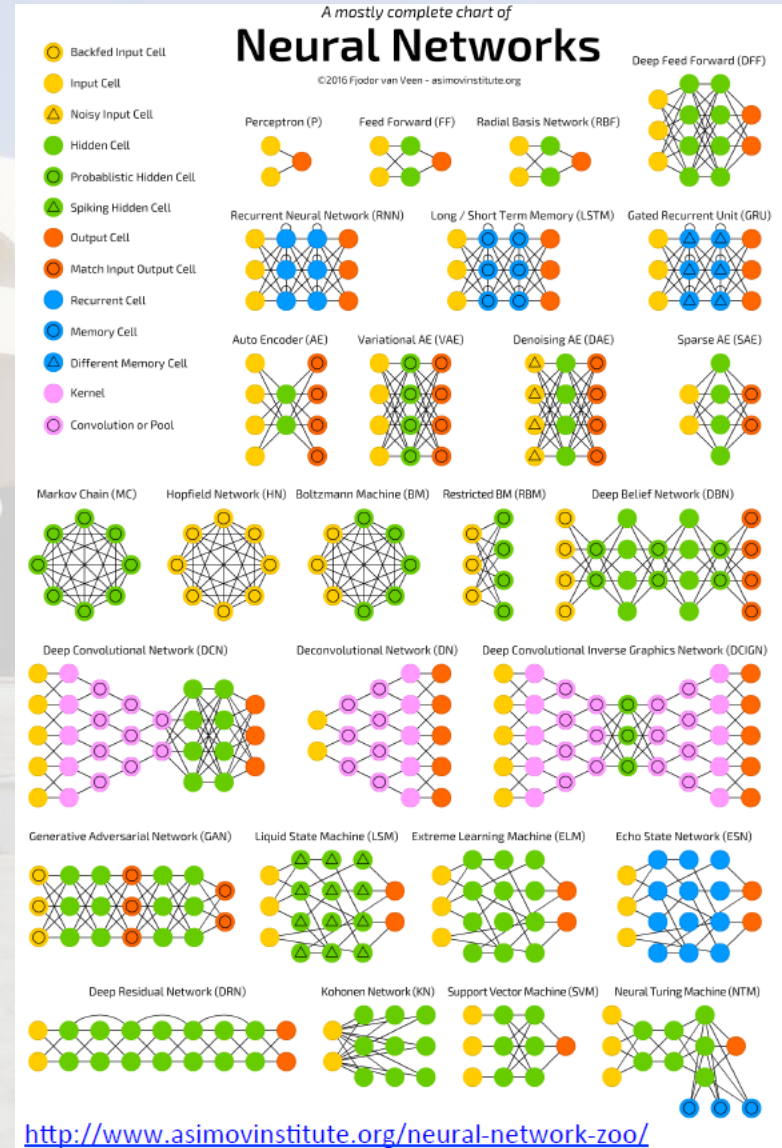 A mostly complete chart of
Neural Networks
©2016 Fjodor van Veen - asimovinstitute.org
Backfed Input Cell
Input Cell
Noisy Input Cell
Hidden Cell
Probablistic Hidden Cell
Spiking Hidden Cell
Output Cell
Match Input Output Cell
Recurrent Cell
Memory Cell
Different Memory Cell
Kernel
Convolution or Pool
Deep Feed Forward (DFF)
Perceptron (P) Feed Forward (FF) Radial Basis Network (RBF)
Recurrent Neural Network (RNN) Long / Short Term Memory (LSTM) Gated Recurrent Unit (GRU)
Auto Encoder (AE) Variational AE (VAE) Denoising AE (DAE) Sparse AE (SAE)
Markov Chain (MC) Hopfield Network (HN) Boltzmann Machine (BM) Restricted BM (RBM) Deep Belief Network (DBN)
Deep Convolutional Network (DCN) Deconvolutional Network (DN) Deep Convolutional Inverse Graphics Network (DCIGN)
Generative Adversarial Network (GAN) Liquid State Machine (LSM) Extreme Learning Machine (ELM) Echo State Network (ESN)
Deep Residual Network (DRN) Kohonen Network (KN) Support Vector Machine (SVM) Neural Turing Machine (NTM)
http://www.asimovinstitute.org/neural-network-zoo/